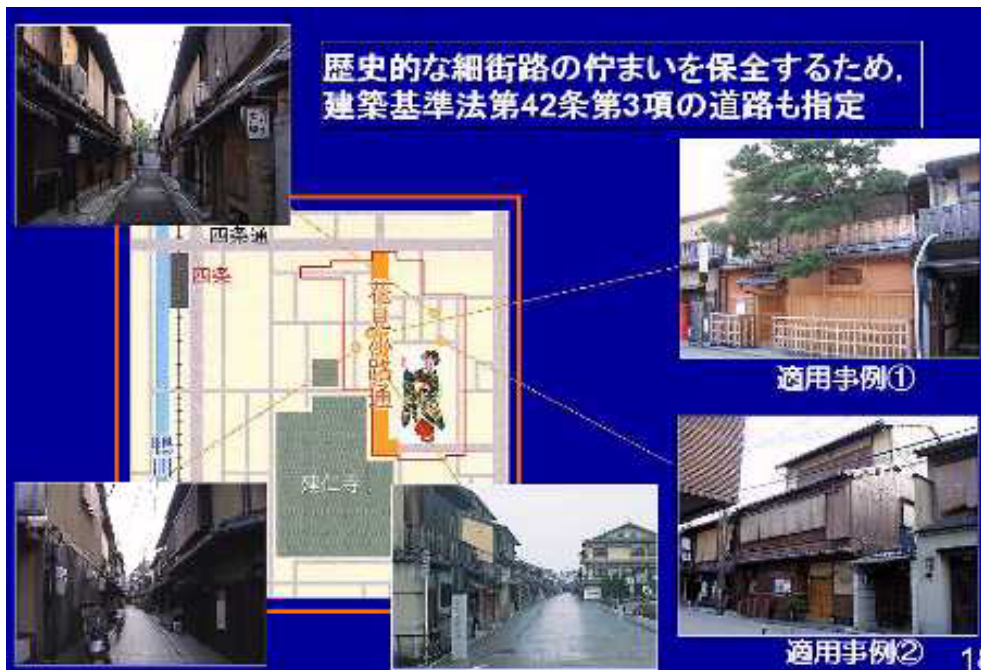 歴史的な細街路の佇まいを保全するため，
建築基準法第42条第3項の道路も指定
四条通
四条
花見小路通
鴨川
建仁寺
適用事例①
適用事例②